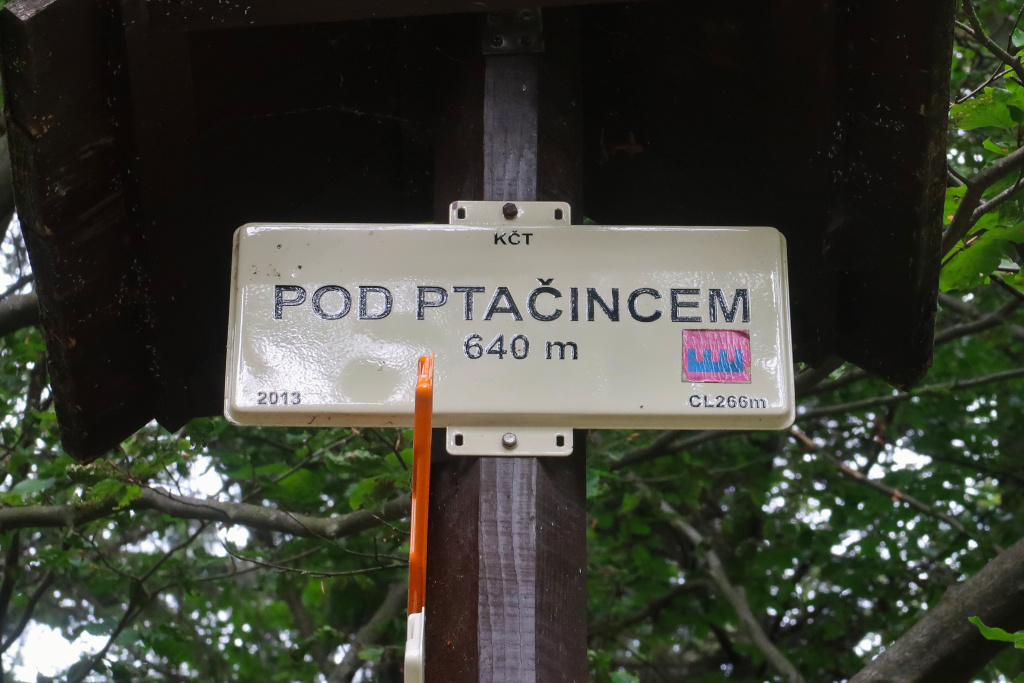 KČT
POD PTAČINCEM
640 m
2013
CL266m